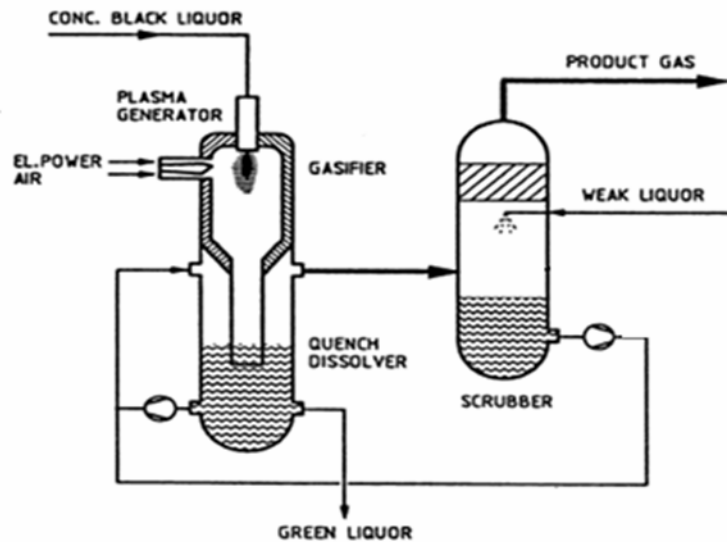 CONC. BLACK LIQUOR
PLASMA
GENERATOR
EL.POWER
AIR
GASIFIER
PRODUCT GAS
WEAK LIQUOR
QUENCH
DISSOLVER
SCRUBBER
GREEN LIQUOR